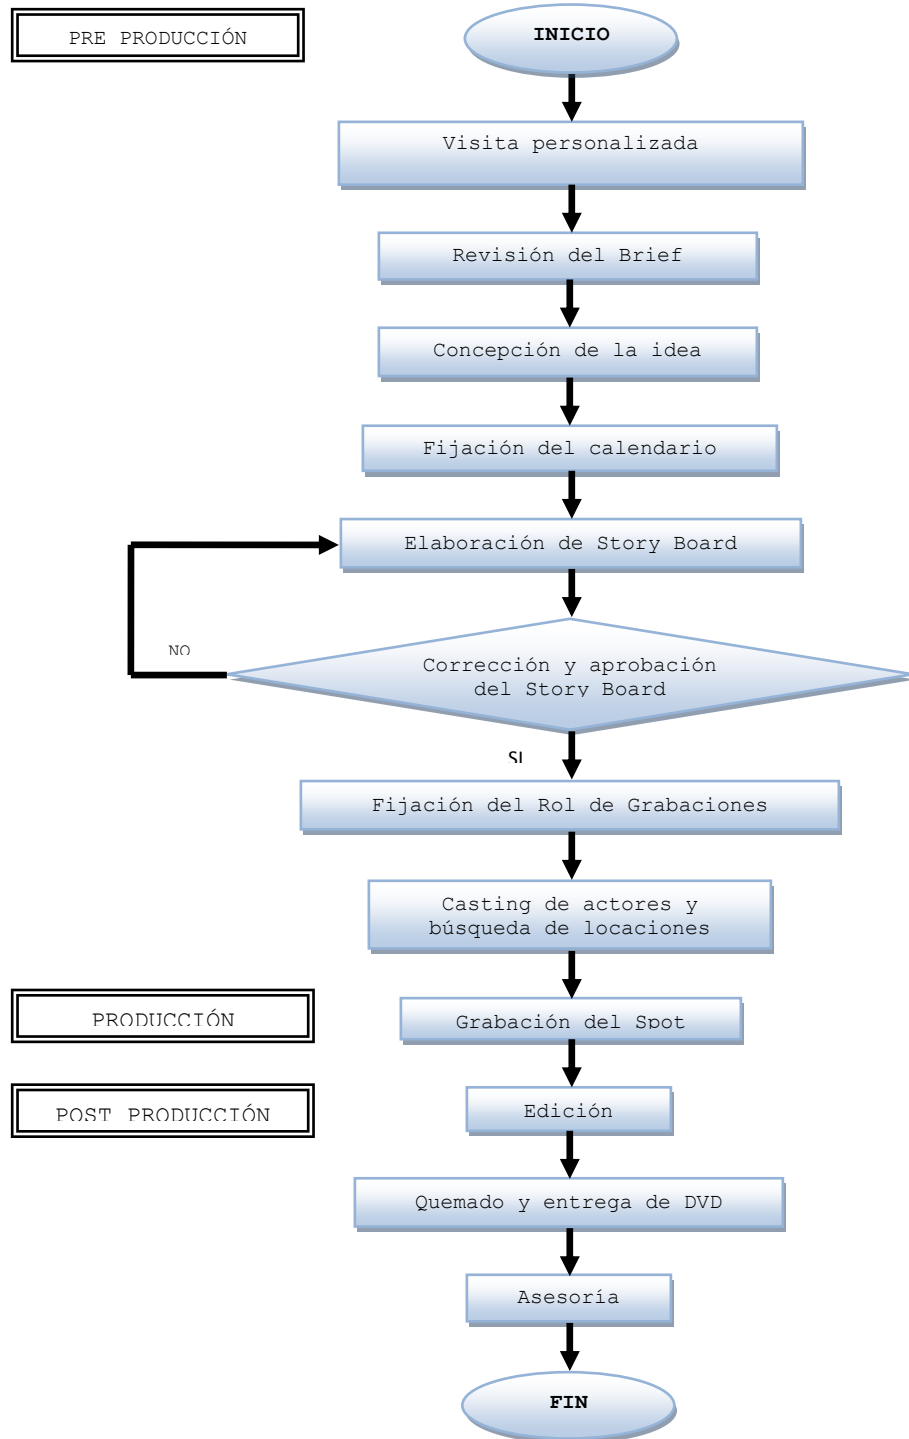 PRE PRODUCCIÓN
INICIO
Visita personalizada
Revisión del Brief
Concepción de la idea
Fijación del calendario
Elaboración de Story Board
NO
Corrección y aprobación
del Story Board
SI
Fijación del Rol de Grabaciones
Casting de actores y
búsqueda de locaciones
PRODUCCIÓN
Grabación del Spot
POST PRODUCCIÓN
Edición
Quemado y entrega de DVD
Asesoría
FIN